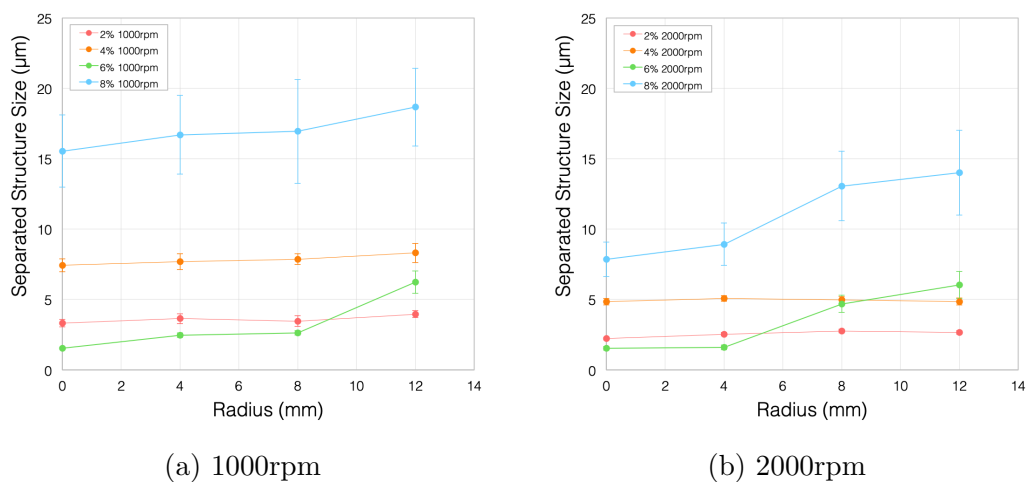 25
20
15
10
5
0
0
2
4
6
8
10
12
14
Separated Structure Size (μm)
Radius (mm)
2% 1000rpm
4% 1000rpm
6% 1000rpm
8% 1000rpm
(a) 1000rpm
25
20
15
10
5
0
0
2
4
6
8
10
12
14
Separated Structure Size (μm)
Radius (mm)
2% 2000rpm
4% 2000rpm
6% 2000rpm
8% 2000rpm
(b) 2000rpm